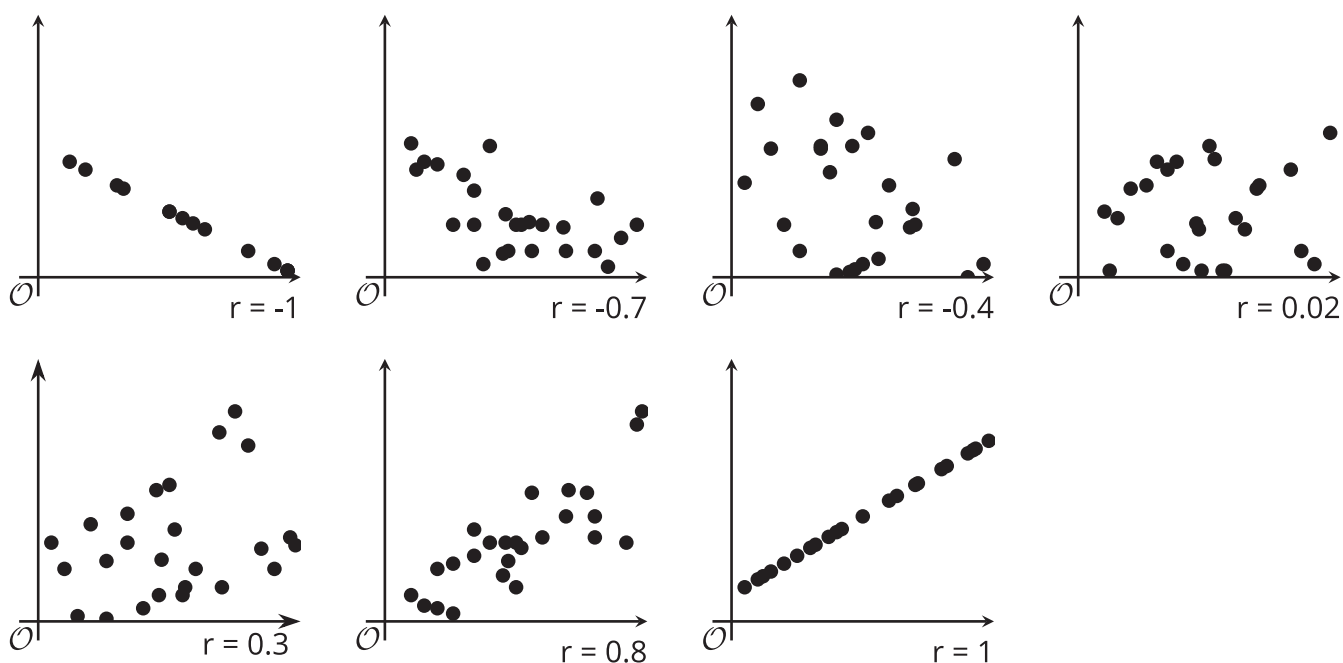 O
r = -1
O
r = -0.7
O
r = -0.4
O
r = 0.02
O
r = 0.3
O
r = 0.8
O
r = 1